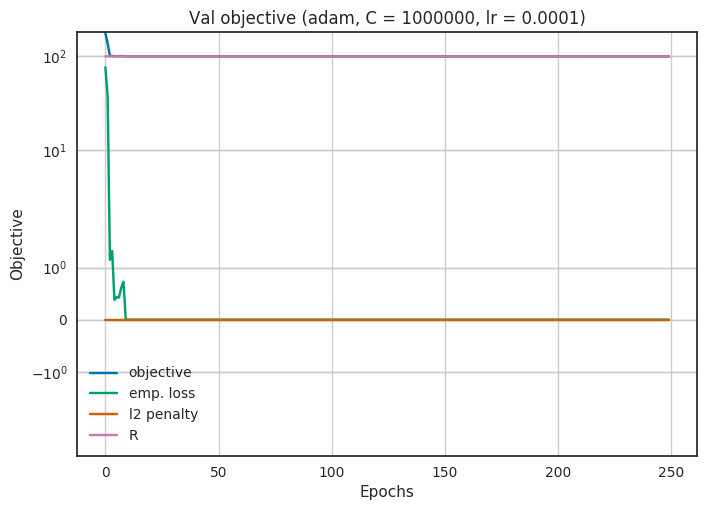 Val objective (adam, C = 1000000, lr = 0.0001)
Objective
10²
10¹
10⁰
0
−10⁰
objective
emp. loss
l2 penalty
R
0 50 100 150 200 250
Epochs